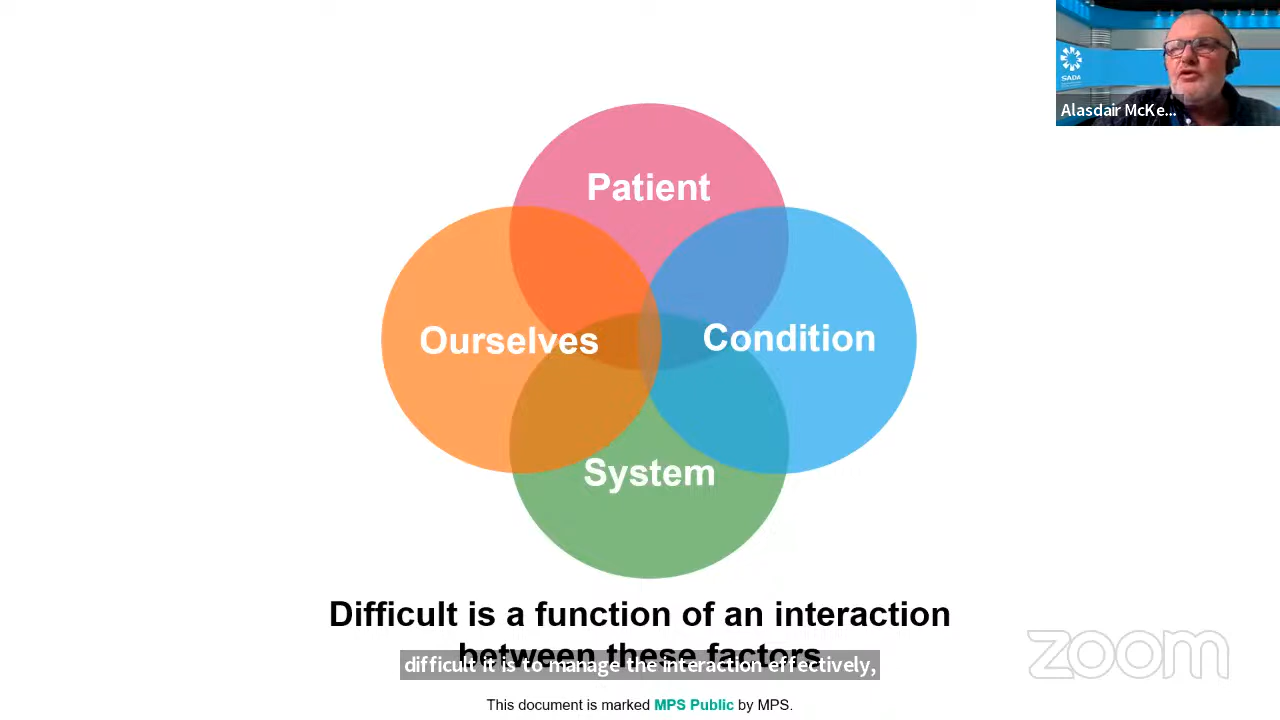 SADA
Alasdair McKe...
Patient
Ourselves
Condition
System
Difficult is a function of an interaction
between these factors
difficult it is to manage the interaction effectively,
zoom
This document is marked MPS Public by MPS.